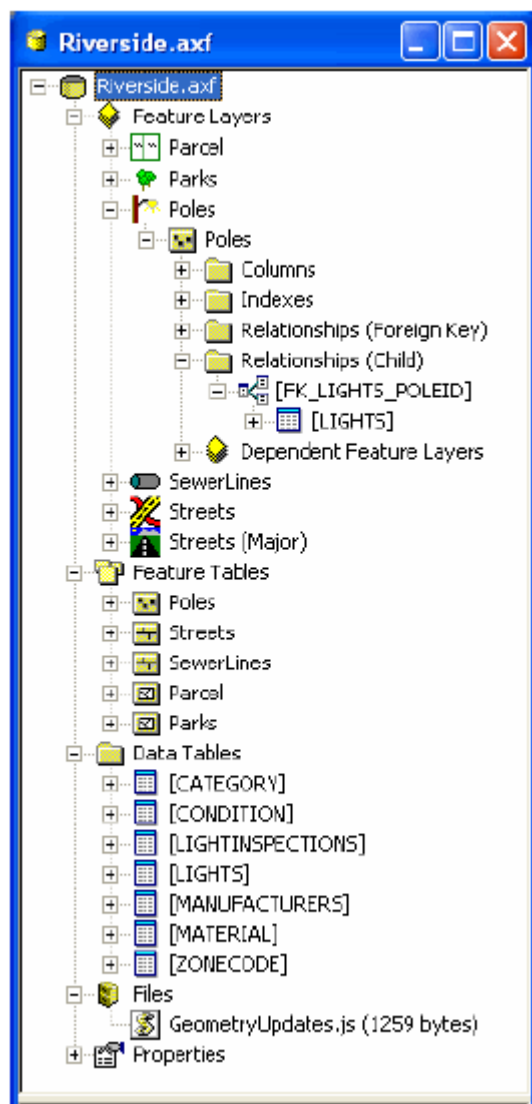 Riverside.axf
Riverside.axf
Feature Layers
Parcel
Parks
Poles
Poles
Columns
Indexes
Relationships (Foreign Key)
Relationships (Child)
[FK_LIGHTS_POLEID]
[LIGHTS]
Dependent Feature Layers
SewerLines
Streets
Streets (Major)
Feature Tables
Poles
Streets
SewerLines
Parcel
Parks
Data Tables
[CATEGORY]
[CONDITION]
[LIGHTINSPECTIONS]
[LIGHTS]
[MANUFACTURERS]
[MATERIAL]
[ZONECODE]
Files
GeometryUpdates.js (1259 bytes)
Properties